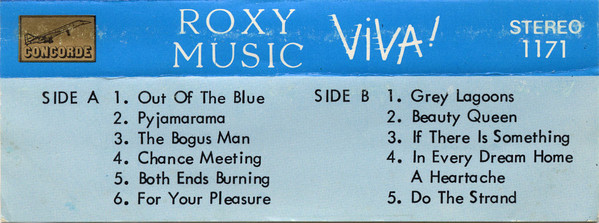 CONCORDE
ROXY MUSIC
ViVA!
STEREO
1171
SIDE A
1. Out Of The Blue
2. Pyjamarama
3. The Bogus Man
4. Chance Meeting
5. Both Ends Burning
6. For Your Pleasure
SIDE B
1. Grey Lagoons
2. Beauty Queen
3. If There Is Something
4. In Every Dream Home
A Heartache
5. Do The Strand